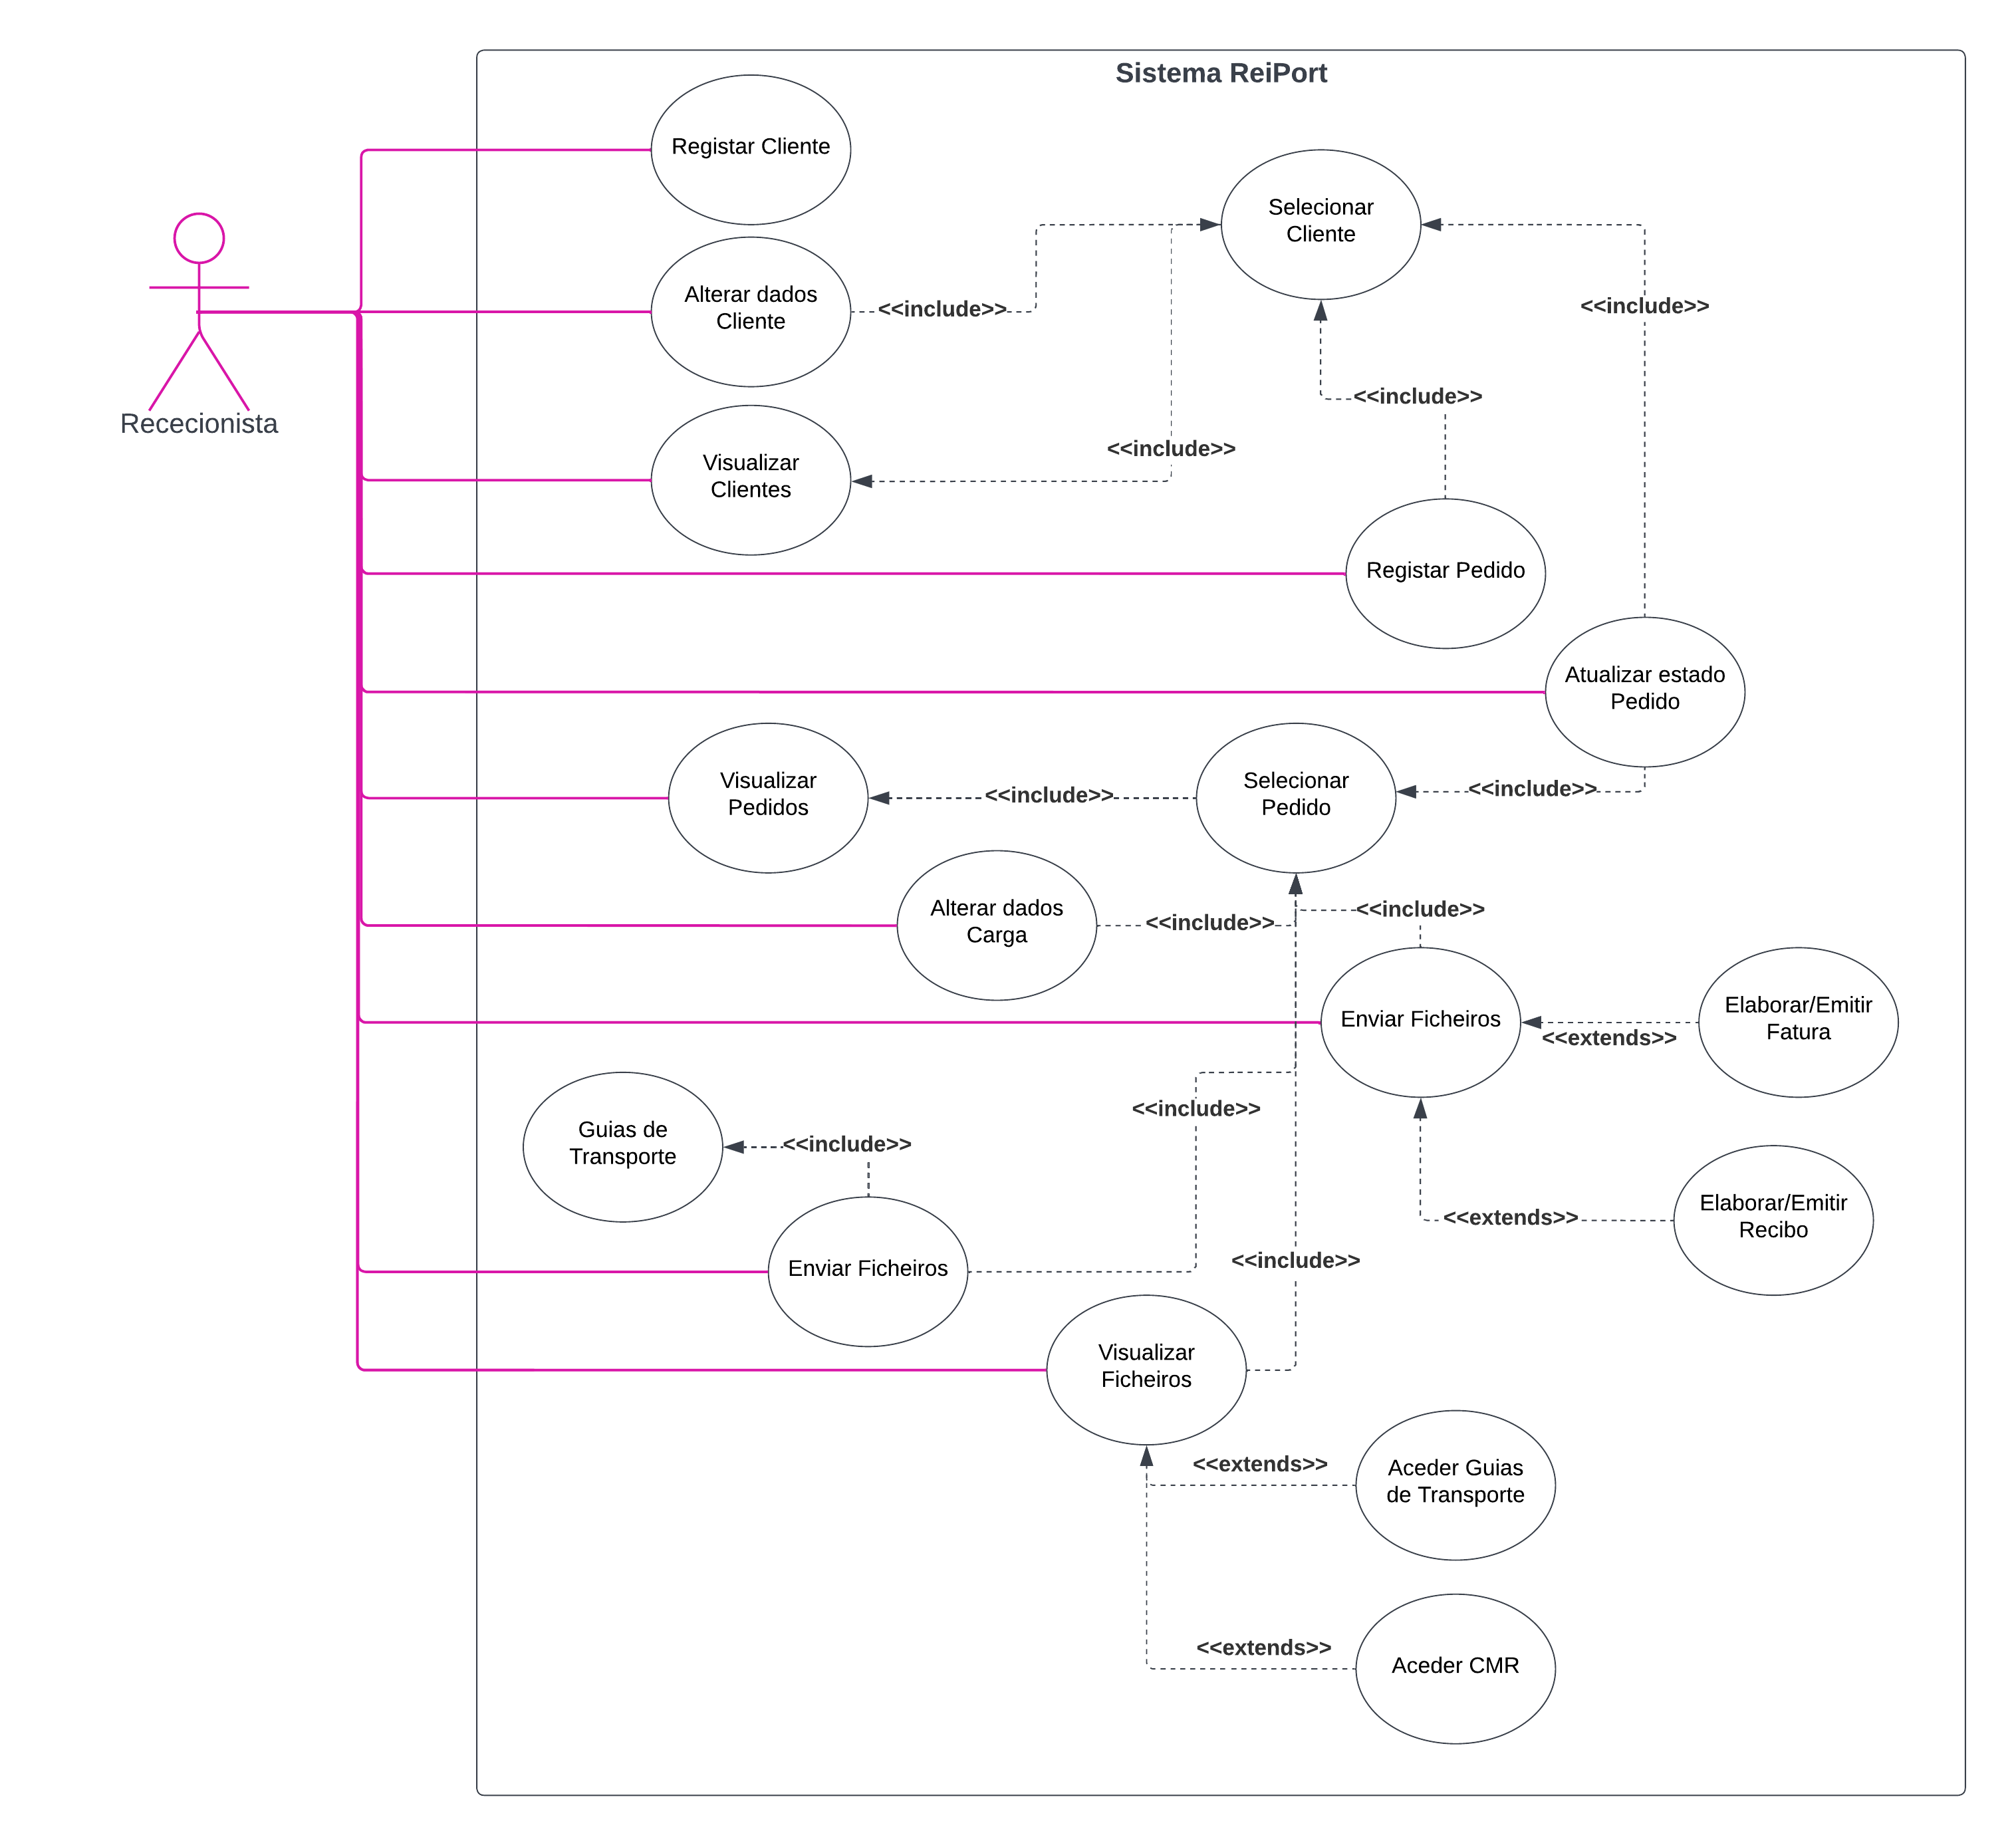 Sistema ReiPort
Registar Cliente
Selecionar
Cliente
Alterar dados
Cliente
<<include>>
<<include>>
Rececionista
<<include>>
Visualizar
Clientes
<<include>>
Registar Pedido
Atualizar estado
Pedido
Visualizar
Pedidos
<<include>>
Selecionar
Pedido
<<include>>
Alterar dados
Carga
<<include>>
<<include>>
Enviar Ficheiros
Elaborar/Emitir
Fatura
<<extends>>
Guias de
Transporte
<<include>>
<<include>>
Elaborar/Emitir
Recibo
<<extends>>
Enviar Ficheiros
<<include>>
Visualizar
Ficheiros
<<extends>>
Aceder Guias
de Transporte
<<extends>>
Aceder CMR